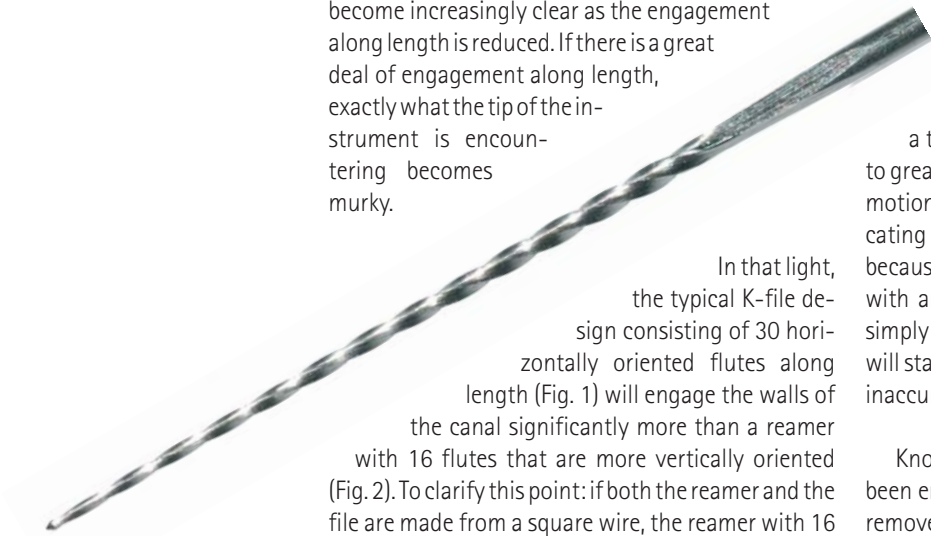 become increasingly clear as the engagement
along length is reduced. If there is a great
deal of engagement along length,
exactly what the tip of the in-
strument is encoun-
tering becomes
murky.
In that light,
the typical K-file de-
sign consisting of 30 hori-
zontally oriented flutes along
length (Fig. 1) will engage the walls of
the canal significantly more than a reamer
with 16 flutes that are more vertically oriented
(Fig. 2). To clarify this point: if both the reamer and the
file are made from a square wire, the reamer with 16
a t
to grea
motion
cating
becaus
with a
simply
will sta
inaccu
Kno
been e
remove